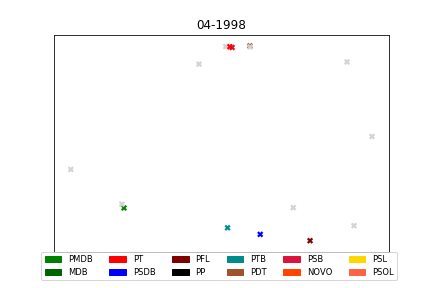 04-1998
PMDB PT PFL PTB PSB PSL
MDB PSDB PP PDT NOVO PSOL